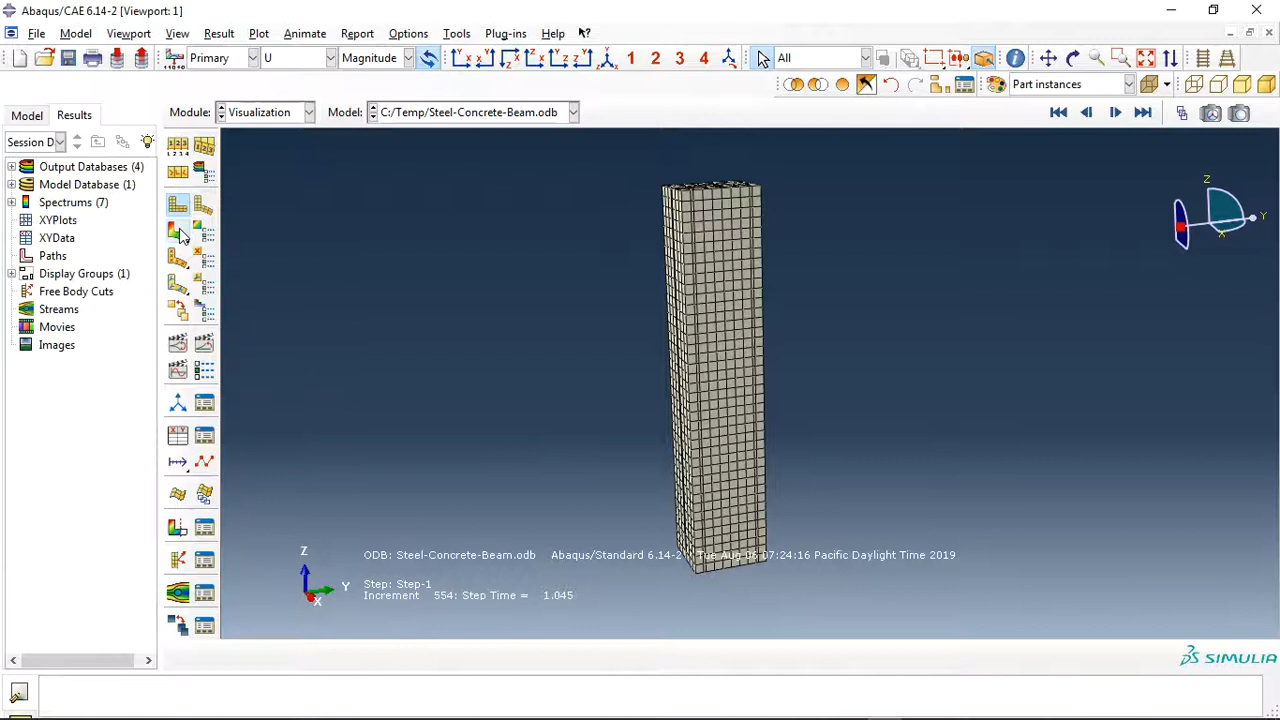 Abaqus/CAE 6.14-2 [Viewport: 1]
File Model Viewport View Result Plot Animate Report Options Tools Plug-ins Help
Primary U Magnitude 1 2 3 4 All
Part instances
Model Results Module: Visualization Model: C:/Temp/Steel-Concrete-Beam.odb
Session D
Output Databases (4)
Model Database (1)
Spectrums (7)
XYPlots
XYData
Paths
Display Groups (1)
Free Body Cuts
Streams
Movies
Images
Z
Y
X
Z
Y
X
ODB: Steel-Concrete-Beam.odb Abaqus/Standard 6.14-2 Tue Aug 06 07:24:16 Pacific Daylight Time 2019
Step: Step-1
Increment 554: Step Time = 1.045
SIMULIA